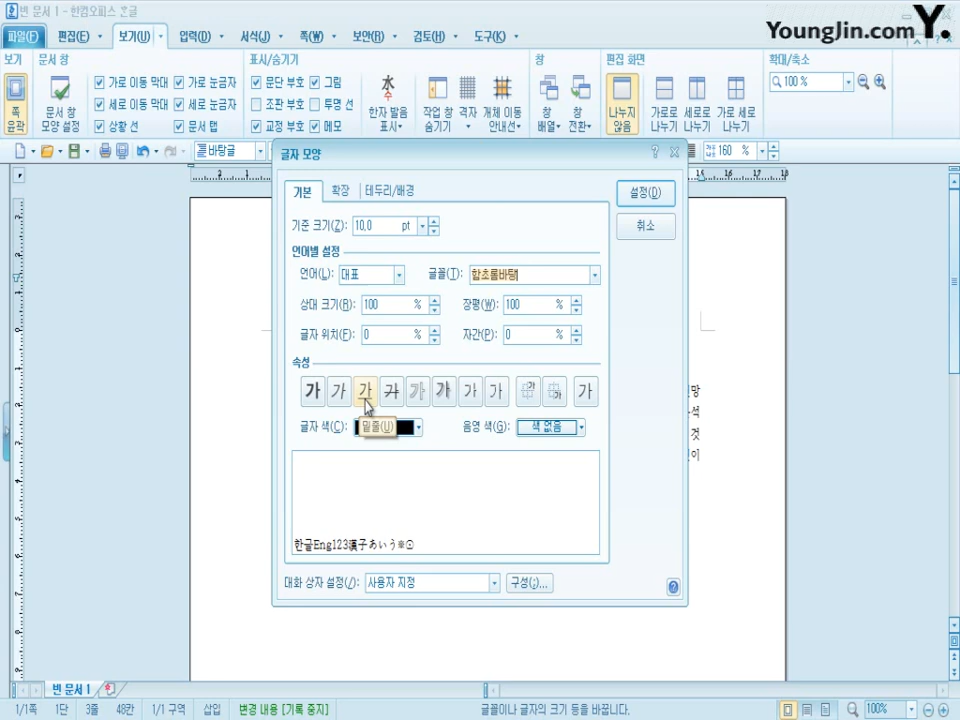 빈 문서 1 - 한컴오피스 한글
YoungJin.com Y.
파일(F) 편집(E) 보기(U) 입력(D) 서식(J) 쪽(W) 보안(B) 검토(H) 도구(K)
보기 문서 창 표시/숨기기 창 편집 화면 확대/축소
쪽 윤곽
문서 창 모양 설정
가로 이동 막대 가로 눈금자
세로 이동 막대 세로 눈금자
상황 선 문서 탭
문단 부호 그림
조판 부호 투명 선
교정 부호 메모
한자 발음 표시
작업 창 숨기기
격자
개체 이동 안내선
창 배열
창 전환
나누지 않음
가로로 나누기
세로로 나누기
가로 세로 나누기
100 %
바탕글 160 %
글자 모양
기본 확장 테두리/배경
설정(D)
취소
기준 크기(Z): 10.0 pt
언어별 설정
언어(L): 대표 글꼴(T): 함초롬바탕
상대 크기(R): 100 % 장평(W): 100 %
글자 위치(F): 0 % 자간(P): 0 %
속성
가 가 가 가 가 가 가 가 가 가 가
글자 색(C): 밑줄(U) 음영 색(G): 색 없음
한글Eng123漢子あいう※⊙
대화 상자 설정(/): 사용자 지정 구성(;)...
망
석
것
이
빈 문서 1
1/1쪽 1단 3줄 48칸 1/1 구역 삽입 변경 내용 [기록 중지] 글꼴이나 글자의 크기 등을 바꿉니다. 100%